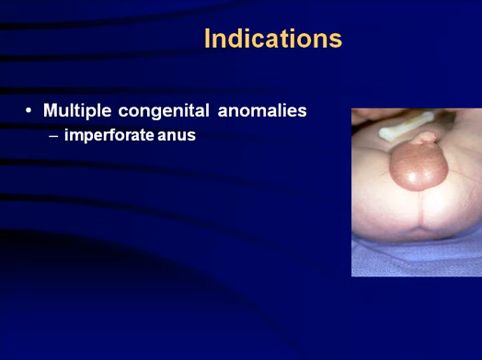 Indications
• Multiple congenital anomalies
– imperforate anus